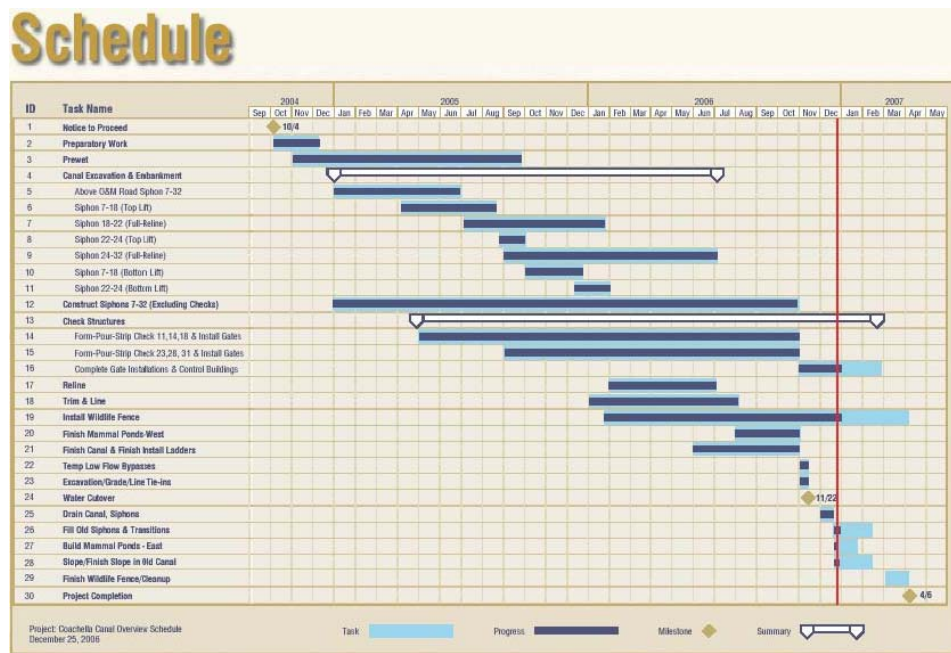 Schedule
2004 2005 2006 2007
ID Task Name Sep Oct Nov Dec Jan Feb Mar Apr May Jun Jul Aug Sep Oct Nov Dec Jan Feb Mar Apr May Jun Jul Aug Sep Oct Nov Dec Jan Feb Mar Apr May
1 Notice to Proceed 10/4
2 Preparatory Work
3 Prewet
4 Canal Excavation & Embankment
5 Above G&M Road Siphon 7-32
6 Siphon 7-18 (Top Lift)
7 Siphon 18-22 (Full-Reline)
8 Siphon 22-24 (Top Lift)
9 Siphon 24-32 (Full-Reline)
10 Siphon 7-18 (Bottom Lift)
11 Siphon 22-24 (Bottom Lift)
12 Construct Siphons 7-32 (Excluding Checks)
13 Check Structures
14 Form-Pour-Strip Check 11,14,18 & Install Gates
15 Form-Pour-Strip Check 23,28, 31 & Install Gates
16 Complete Gate Installations & Control Buildings
17 Reline
18 Trim & Line
19 Install Wildlife Fence
20 Finish Mammal Ponds-West
21 Finish Canal & Finish Install Ladders
22 Temp Low Flow Bypasses
23 Excavation/Grade/Line Tie-ins
24 Water Cutover 11/22
25 Drain Canal, Siphons
26 Fill Old Siphons & Transitions
27 Build Mammal Ponds - East
28 Slope/Finish Slope in Old Canal
29 Finish Wildlife Fence/Cleanup
30 Project Completion 4/6
Project: Coachella Canal Overview Schedule Task Progress Milestone Summary
December 25, 2006